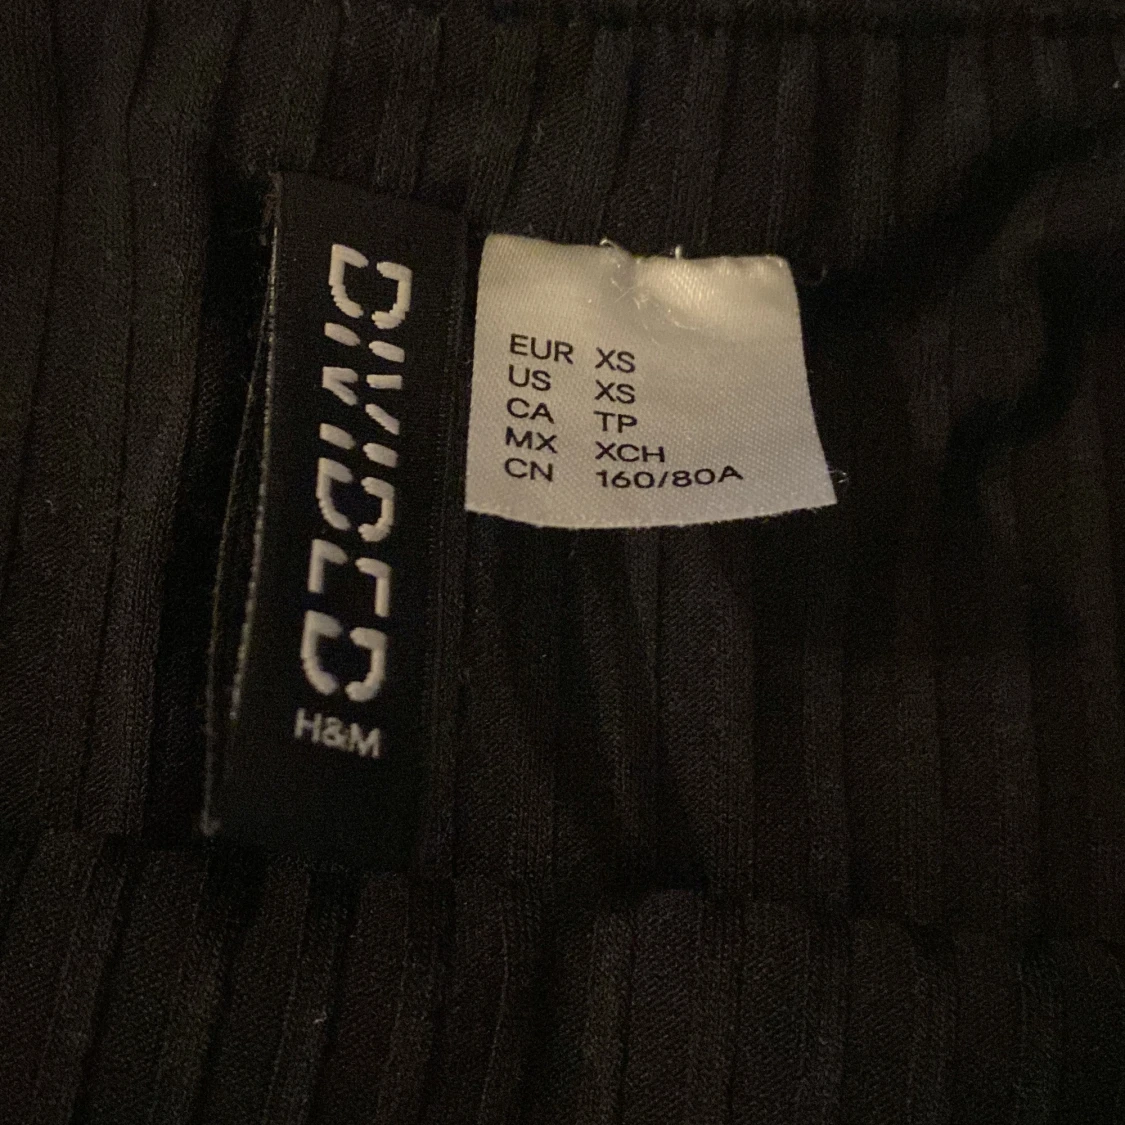 DIVIDED
H&M
EUR XS
US XS
CA TP
MX XCH
CN 160/80A